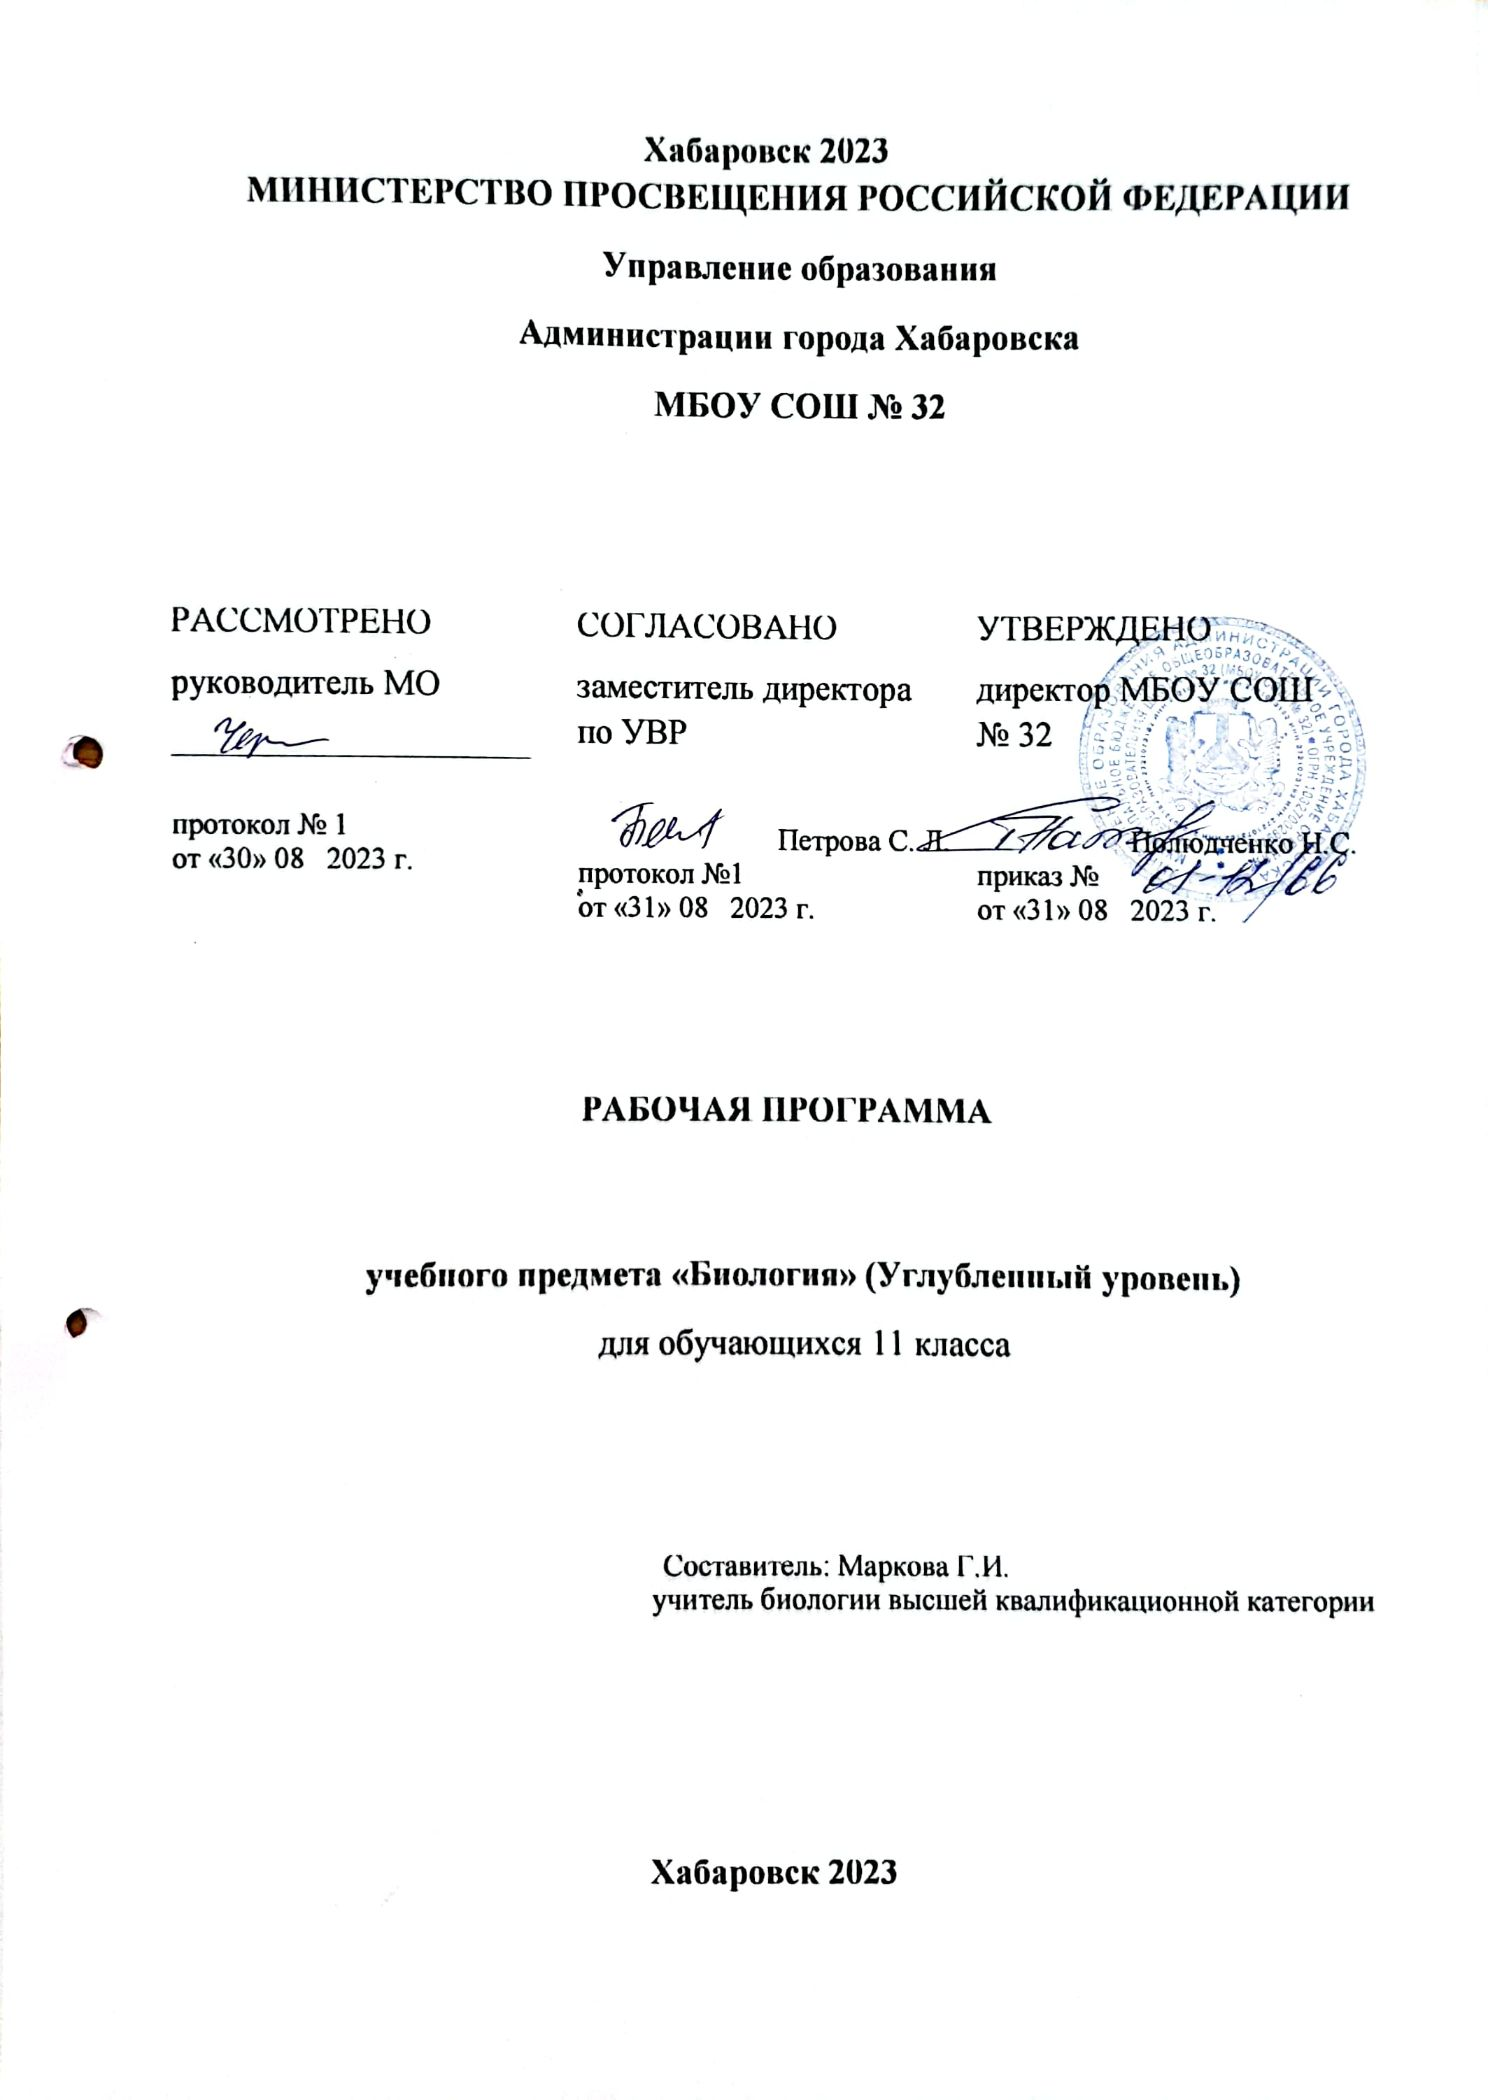 Хабаровск 2023
МИНИСТЕРСТВО ПРОСВЕЩЕНИЯ РОССИЙСКОЙ ФЕДЕРАЦИИ
Управление образования
Администрации города Хабаровска
МБОУ СОШ № 32
РАССМОТРЕНО
руководитель МО
протокол № 1
от «30» 08 2023 г.
СОГЛАСОВАНО
заместитель директора
по УВР
Петрова С. Л
протокол №1
от «31» 08 2023 г.
УТВЕРЖДЕНО
директор МБОУ СОШ
№ 32
Полюдченко Н.С.
приказ № 01-12/66
от «31» 08 2023 г.
РАБОЧАЯ ПРОГРАММА
учебного предмета «Биология» (Углубленный уровень)
для обучающихся 11 класса
Составитель: Маркова Г.И.
учитель биологии высшей квалификационной категории
Хабаровск 2023